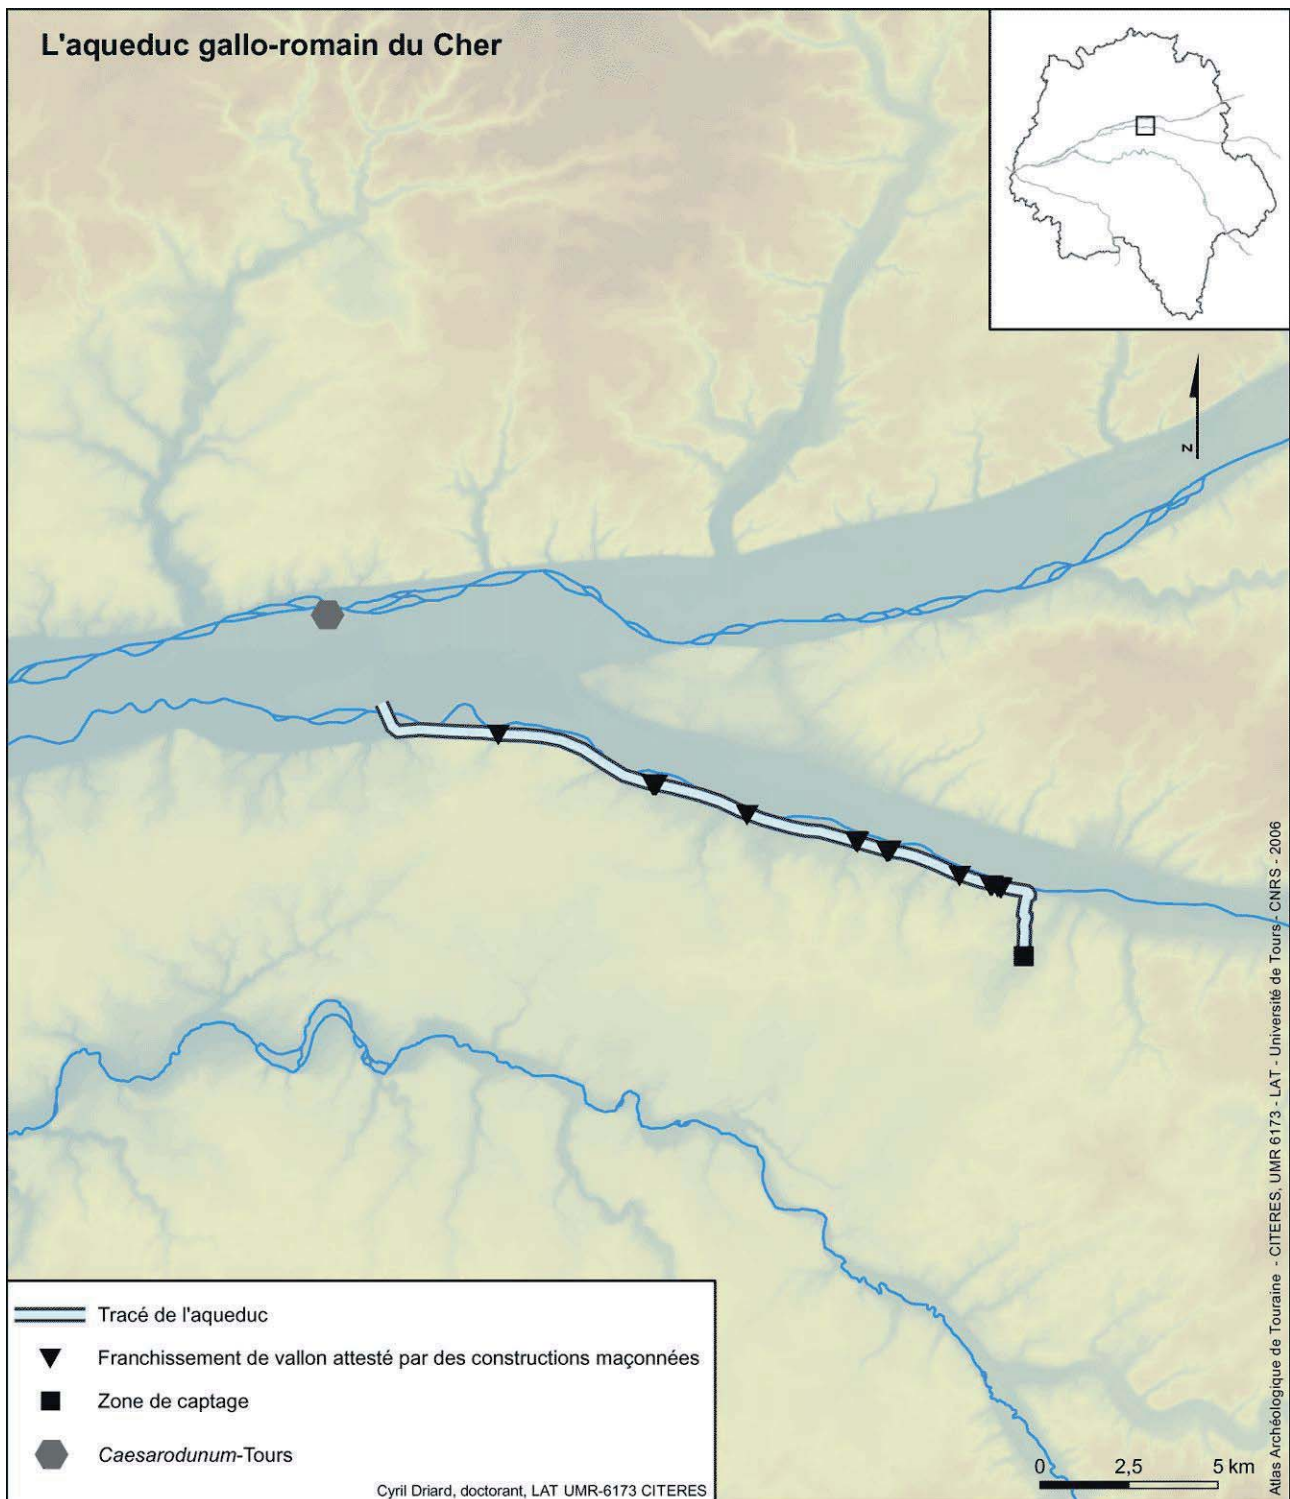 L'aqueduc gallo-romain du Cher
N
Tracé de l'aqueduc
Franchissement de vallon attesté par des constructions maçonnées
Zone de captage
Caesarodunum-Tours
Cyril Driard, doctorant, LAT UMR-6173 CITERES
0 2,5 5 km
Atlas Archéologique de Touraine - CITERES, UMR 6173 - LAT - Université de Tours - CNRS - 2006